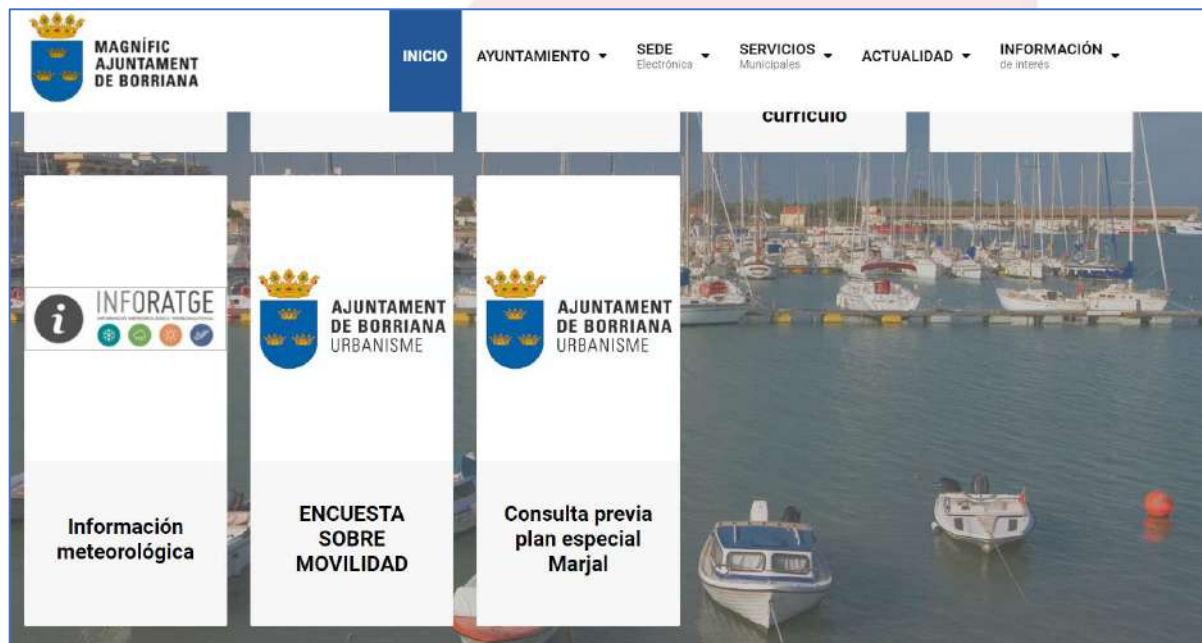 MAGNÍFIC
AJUNTAMENT
DE BORRIANA
INICIO
AYUNTAMIENTO
SEDE
Electrónica
SERVICIOS
Municipales
ACTUALIDAD
INFORMACIÓN
de interés
currículo
i INFORATGE
AJUNTAMENT
DE BORRIANA
URBANISME
AJUNTAMENT
DE BORRIANA
URBANISME
Información
meteorológica
ENCUESTA
SOBRE
MOVILIDAD
Consulta previa
plan especial
Marjal